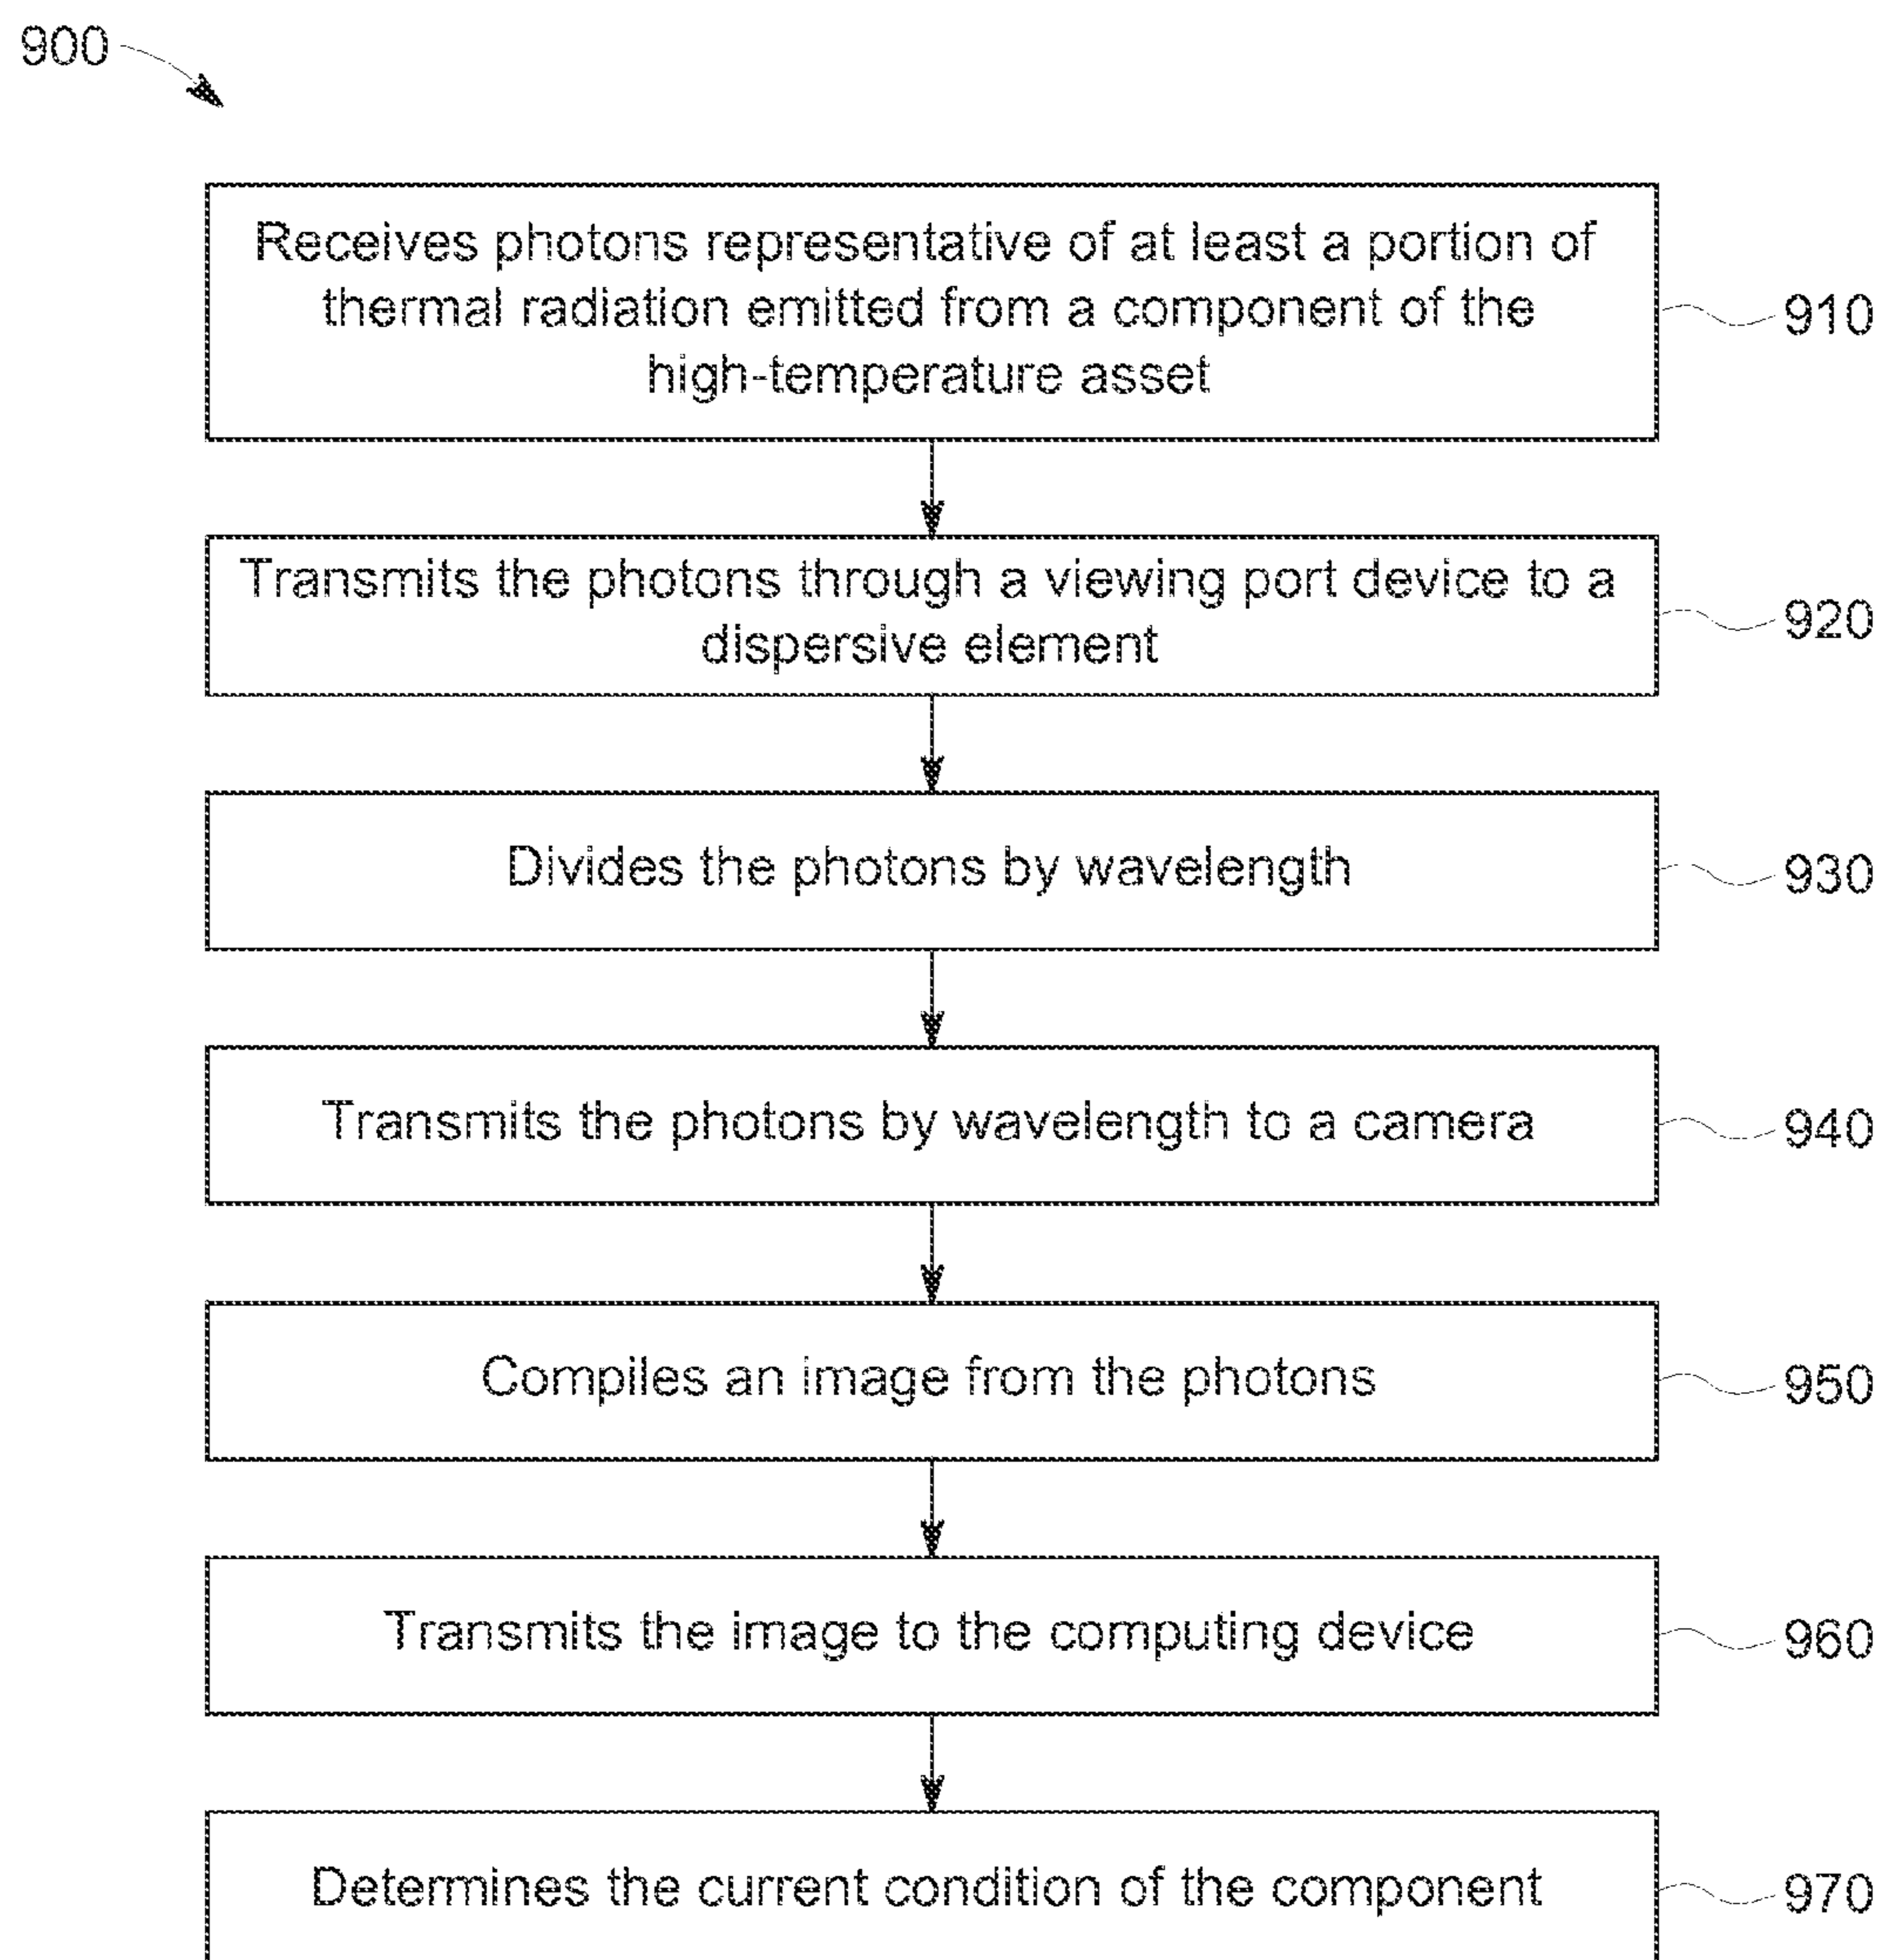 900
Receives photons representative of at least a portion of
thermal radiation emitted from a component of the
high-temperature asset
910
Transmits the photons through a viewing port device to a
dispersive element
920
Divides the photons by wavelength
930
Transmits the photons by wavelength to a camera
940
Compiles an image from the photons
950
Transmits the image to the computing device
960
Determines the current condition of the component
970